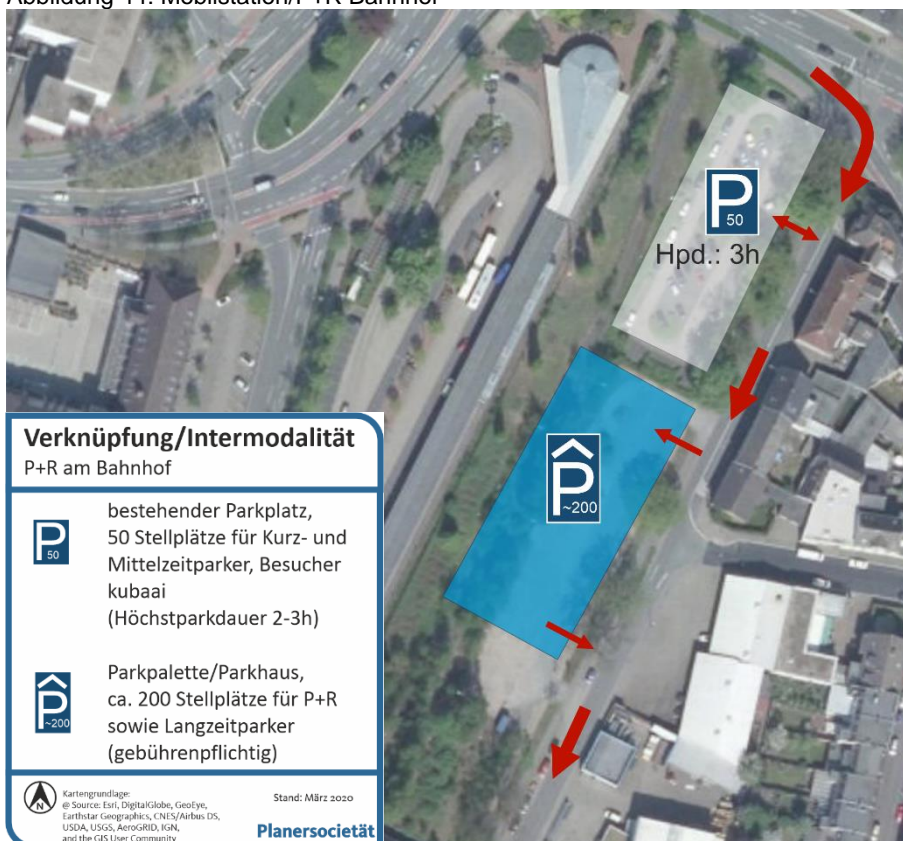 Abbildung 11: Mobilstation/P+R Bahnhof
P
50
Hpd.: 3h
P
~200
Verknüpfung/Intermodalität
P+R am Bahnhof
P
50
bestehender Parkplatz,
50 Stellplätze für Kurz- und
Mittelzeitparker, Besucher
kubaai
(Höchstparkdauer 2-3h)
P
~200
Parkpalette/Parkhaus,
ca. 200 Stellplätze für P+R
sowie Langzeitparker
(gebührenpflichtig)
N
Kartengrundlage:
@ Source: Esri, DigitalGlobe, GeoEye,
Earthstar Geographics, CNES/Airbus DS,
USDA, USGS, AeroGRID, IGN,
and the GIS User Community
Stand: März 2020
Planersocietät